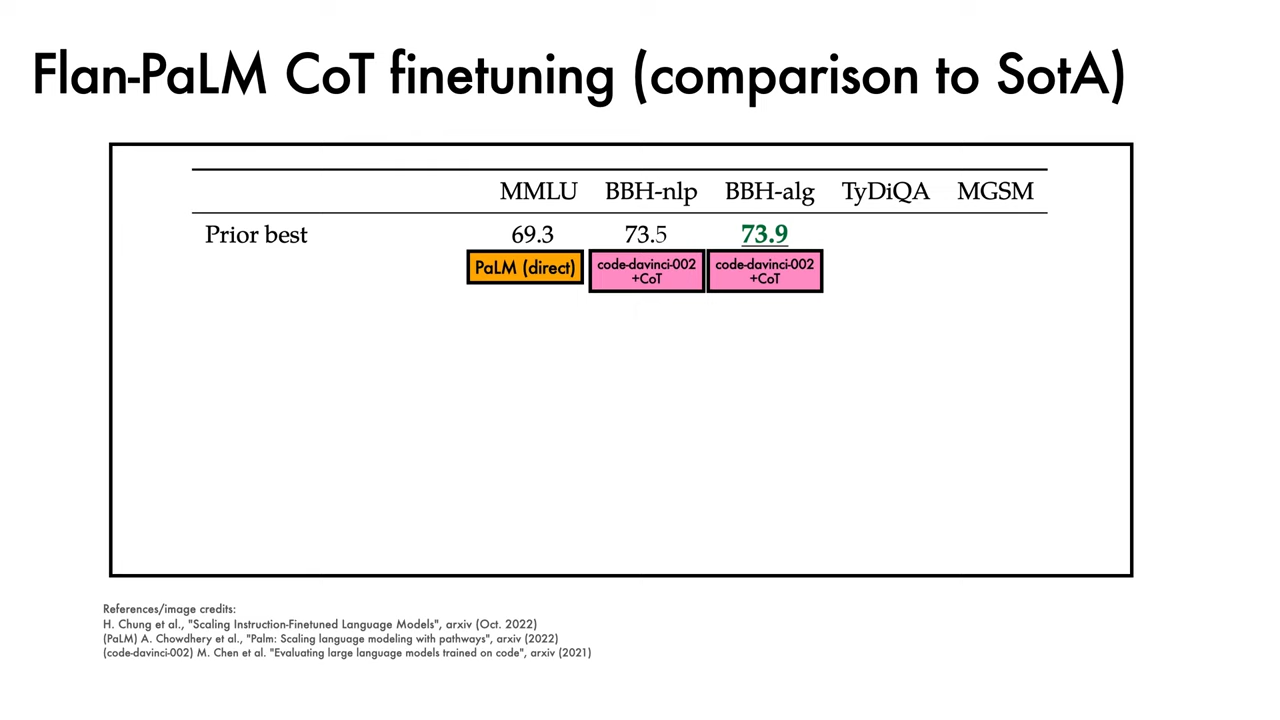 Flan-PaLM CoT finetuning (comparison to SotA)
MMLU BBH-nlp BBH-alg TyDiQA MGSM
Prior best 69.3 73.5 73.9
PaLM (direct)
code-davinci-002
+CoT
code-davinci-002
+CoT
References/image credits:
H. Chung et al., "Scaling Instruction-Finetuned Language Models", arxiv (Oct. 2022)
(PaLM) A. Chowdhery et al., "Palm: Scaling language modeling with pathways", arxiv (2022)
(code-davinci-002) M. Chen et al. "Evaluating large language models trained on code", arxiv (2021)